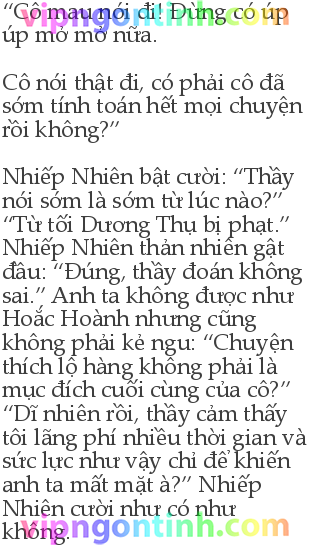 vipngontinh.com
“Cô mau nói đi! Đừng có úp
úp mở mở nữa.
Cô nói thật đi, có phải cô đã
sớm tính toán hết mọi chuyện
rồi không?”
Nhiếp Nhiên bật cười: “Thầy
nói sớm là sớm từ lúc nào?”
“Từ tối Dương Thụ bị phạt.”
Nhiếp Nhiên thản nhiên gật
đầu: “Đúng, thầy đoán không
sai.” Anh ta không được như
Hoắc Hoành nhưng cũng
không phải kẻ ngu: “Chuyện
thích lộ hàng không phải là
mục đích cuối cùng của cô?”
“Dĩ nhiên rồi, thầy cảm thấy
tôi lãng phí nhiều thời gian và
sức lực như vậy chỉ để khiến
anh ta mất mặt à?” Nhiếp
Nhiên cười như có như
không.
vipngontinh.com